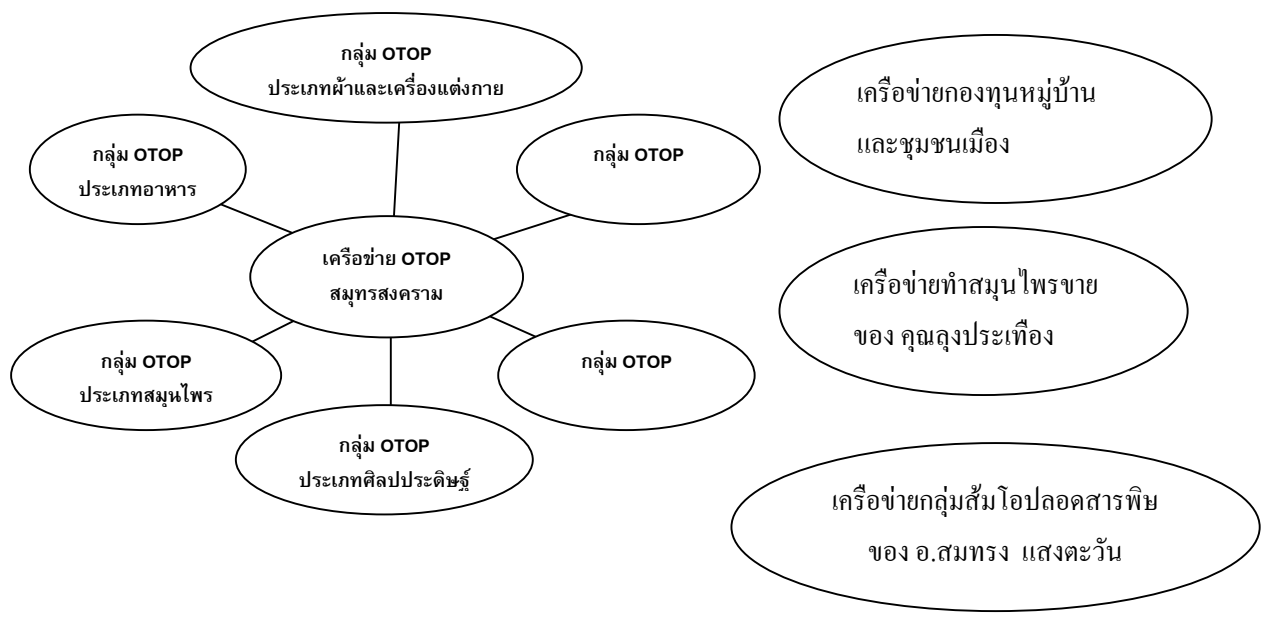 กลุ่ม OTOP
ประเภทผ้าและเครื่องแต่งกาย
กลุ่ม OTOP
ประเภทอาหาร
กลุ่ม OTOP
เครือข่าย OTOP
สมุทรสงคราม
กลุ่ม OTOP
ประเภทสมุนไพร
กลุ่ม OTOP
กลุ่ม OTOP
ประเภทศิลปประดิษฐ์
เครือข่ายกองทุนหมู่บ้าน
และชุมชนเมือง
เครือข่ายทำสมุนไพรขาย
ของ คุณลุงประเทือง
เครือข่ายกลุ่มส้มโอปลอดสารพิษ
ของ อ.สมทรง แสงตะวัน